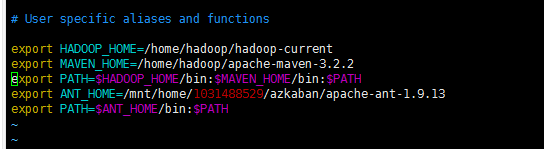 # User specific aliases and functions
export HADOOP_HOME=/home/hadoop/hadoop-current
export MAVEN_HOME=/home/hadoop/apache-maven-3.2.2
export PATH=$HADOOP_HOME/bin:$MAVEN_HOME/bin:$PATH
export ANT_HOME=/mnt/home/1031488529/azkaban/apache-ant-1.9.13
export PATH=$ANT_HOME/bin:$PATH
~
~